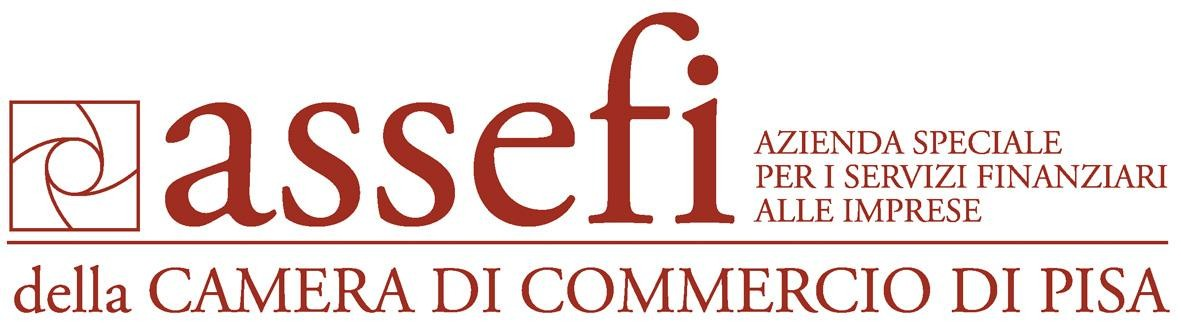 assefi
AZIENDA SPECIALE
PER I SERVIZI FINANZIARI
ALLE IMPRESE
della CAMERA DI COMMERCIO DI PISA